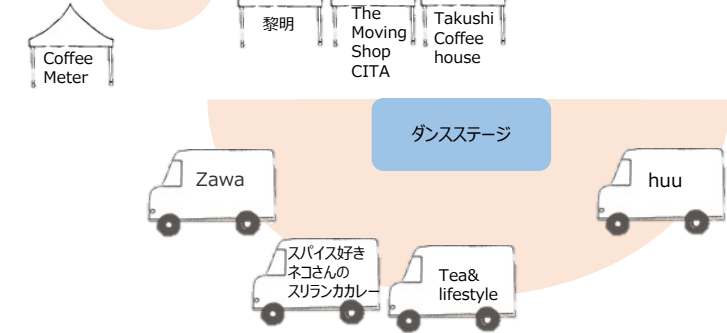 黎明
The
Moving
Shop
CITA
Takushi
Coffee
house
Coffee
Meter
ダンスステージ
Zawa
huu
スパイス好き
ネコさんの
スリランカカレー
Tea&
lifestyle